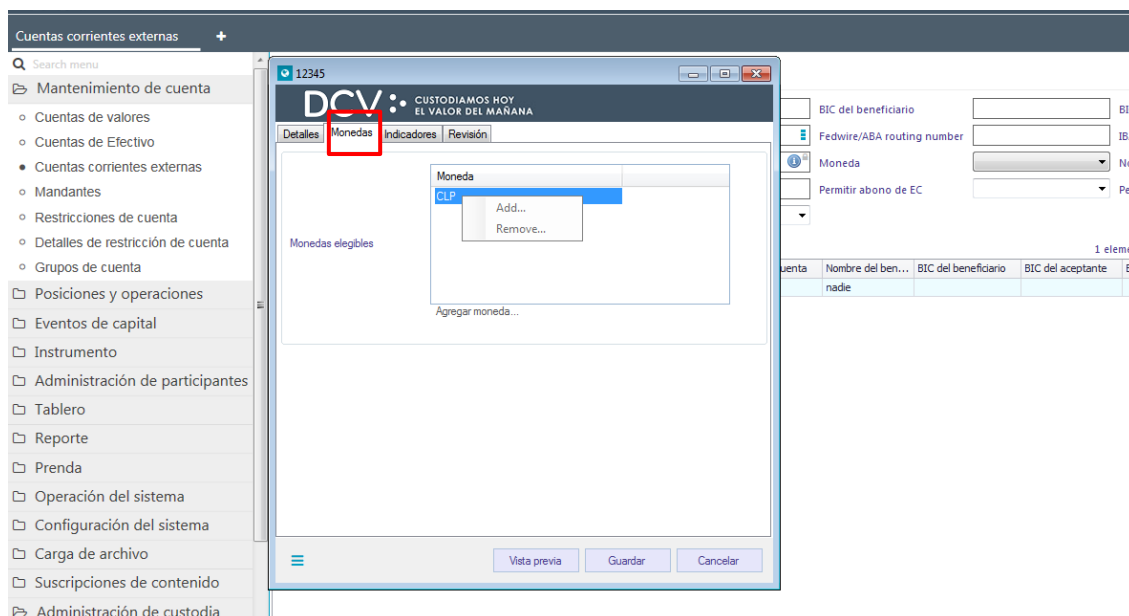 Cuentas corrientes externas +
Search menu
Mantenimiento de cuenta
Cuentas de valores
Cuentas de Efectivo
Cuentas corrientes externas
Mandantes
Restricciones de cuenta
Detalles de restricción de cuenta
Grupos de cuenta
Posiciones y operaciones
Eventos de capital
Instrumento
Administración de participantes
Tablero
Reporte
Prenda
Operación del sistema
Configuración del sistema
Carga de archivo
Suscripciones de contenido
Administración de custodia
12345
DCV
CUSTODIAMOS HOY
EL VALOR DEL MAÑANA
Detalles Monedas Indicadores Revisión
Moneda
CLP
Add...
Remove...
Monedas elegibles
Agregar moneda...
Vista previa Guardar Cancelar
BIC del beneficiario BI
Fedwire/ABA routing number IB
Moneda No
Permitir abono de EC Pe
1 eleme
uenta Nombre del ben... BIC del beneficiario BIC del aceptante
nadie